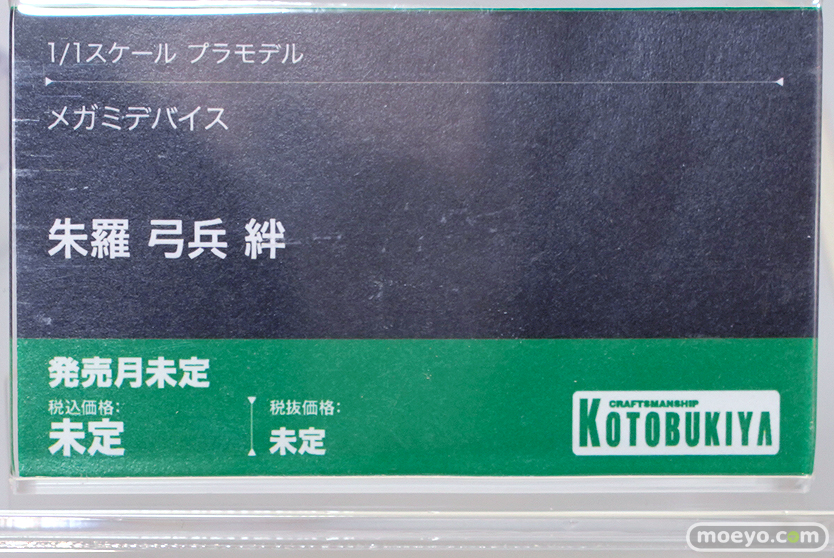 1/1スケール プラモデル
メガミデバイス
朱羅 弓兵 絆
発売月未定
税込価格:
未定
税抜価格:
未定
CRAFTSMANSHIP
KOTOBUKIYA
moeyo.com